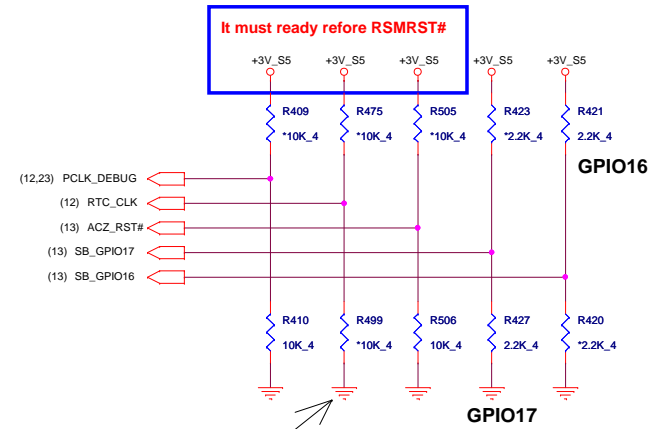 It must ready refore RSMRST#
+3V_S5 +3V_S5 +3V_S5 +3V_S5 +3V_S5
R409 R475 R505 R423 R421
*10K_4 *10K_4 *10K_4 *2.2K_4 2.2K_4
GPIO16
(12,23) PCLK_DEBUG
(12) RTC_CLK
(13) ACZ_RST#
(13) SB_GPIO17
(13) SB_GPIO16
R410 R499 R506 R427 R420
10K_4 *10K_4 10K_4 2.2K_4 *2.2K_4
GPIO17